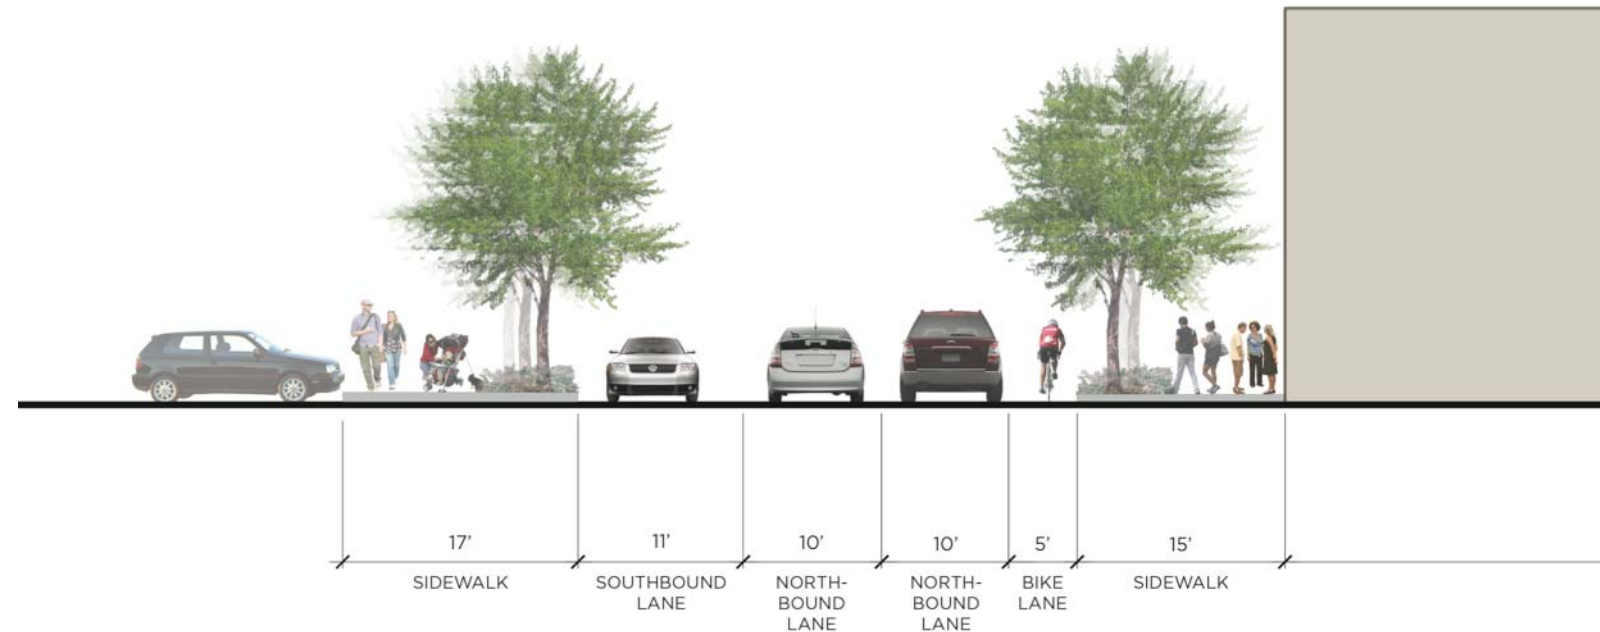 17’
11’
10’
10’
5’
15’
SIDEWALK
SOUTHBOUND
LANE
NORTH-
BOUND
LANE
NORTH-
BOUND
LANE
BIKE
LANE
SIDEWALK